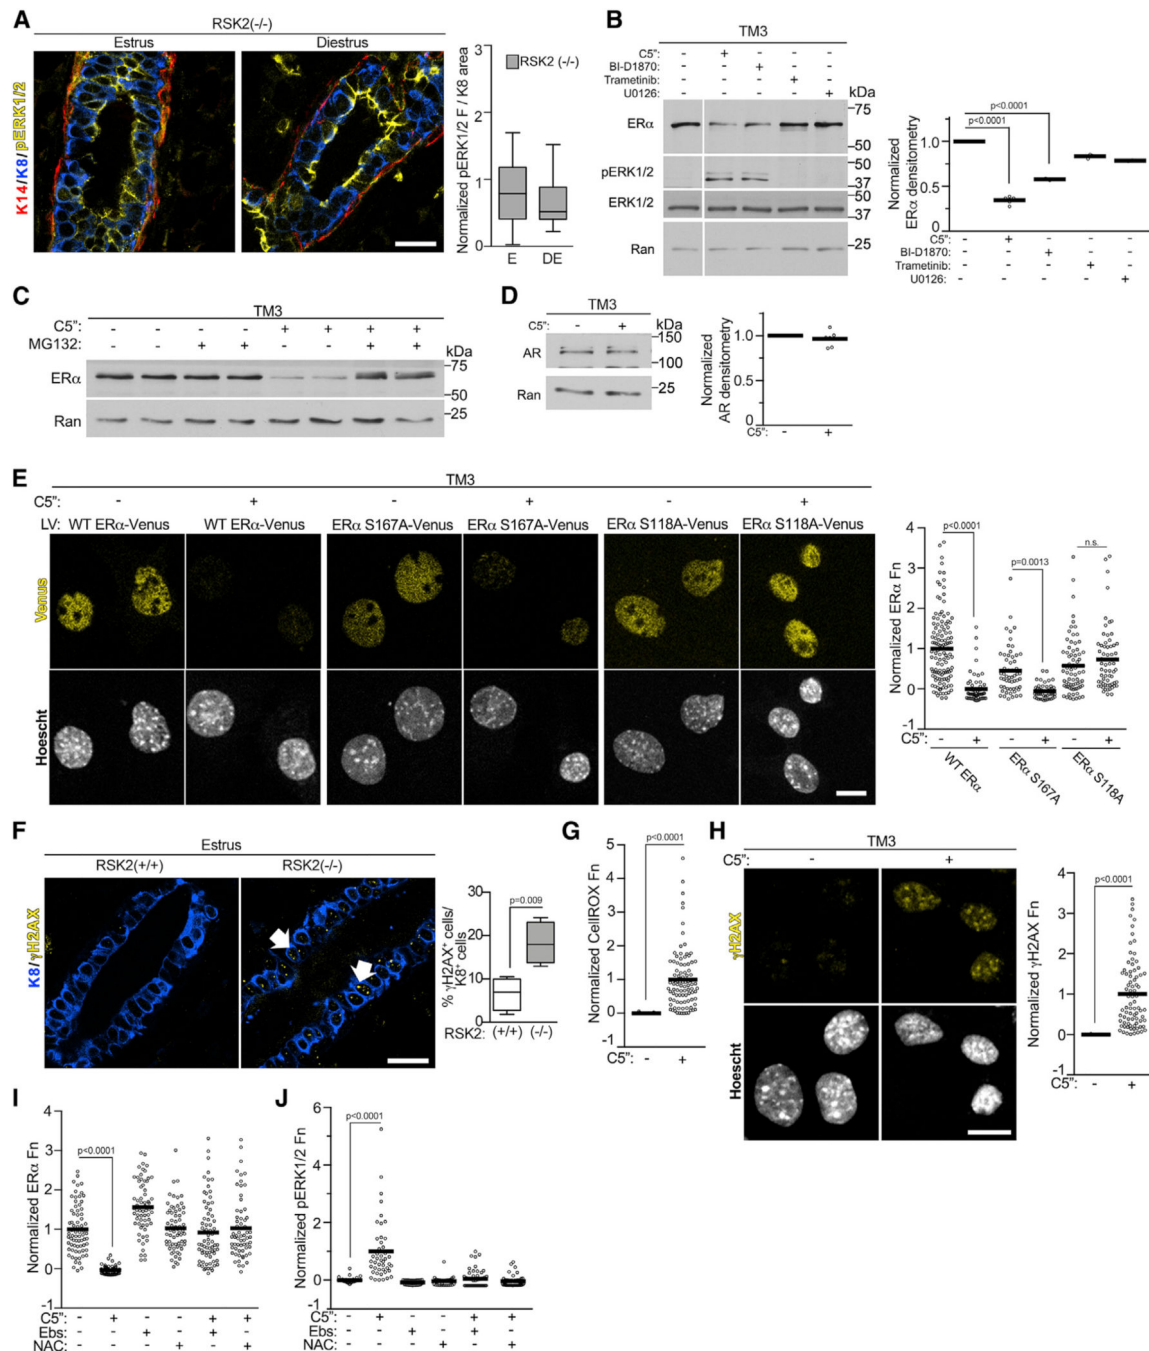 A
RSK2(-/-)
Estrus
Diestrus
K14/K8/pERK1/2
Normalized pERK1/2 F / K8 area
3
2
1
0
RSK2 (-/-)
E
DE
B
TM3
C5": - + - - -
BI-D1870: - - + - -
Trametinib: - - - + -
U0126: - - - - +
kDa
ERα
75
50
pERK1/2
50
37
ERK1/2
50
37
Ran
25
Normalized
ERα densitometry
p<0.0001
p<0.0001
1.0
0.5
0
C5": - + - - -
BI-D1870: - - + - -
Trametinib: - - - + -
U0126: - - - - +
C
TM3
C5": - - - - + + + +
MG132: - - + + - - + +
kDa
ERα
75
50
Ran
25
D
TM3
C5": - +
kDa
AR
150
100
Ran
25
Normalized
AR densitometry
1.0
0.5
0
C5": - +
E
TM3
C5": - + - + - +
LV: WT ERα-Venus WT ERα-Venus ERα S167A-Venus ERα S167A-Venus ERα S118A-Venus ERα S118A-Venus
Venus
Hoescht
Normalized ERα Fn
4
3
2
1
0
-1
p<0.0001
p=0.0013
n.s.
C5": - + - + - +
WT ERα
ERα S167A
ERα S118A
F
Estrus
RSK2(+/+)
RSK2(-/-)
K8/γH2AX
% γH2AX+ cells/
K8+ cells
30
20
10
0
p=0.009
RSK2: (+/+) (-/-)
G
Normalized CellROX Fn
p<0.0001
5
4
3
2
1
0
-1
C5": - +
H
TM3
C5": - +
γH2AX
Hoescht
Normalized γH2AX Fn
p<0.0001
4
3
2
1
0
-1
C5": - +
I
Normalized ERα Fn
4
3
2
1
0
-1
p<0.0001
C5": - + - - + +
Ebs: - - + - + -
NAC: - - - + - +
J
Normalized pERK1/2 Fn
6
4
2
1
0
-1
p<0.0001
C5": - + - - + +
Ebs: - - + - + -
NAC: - - - + - +